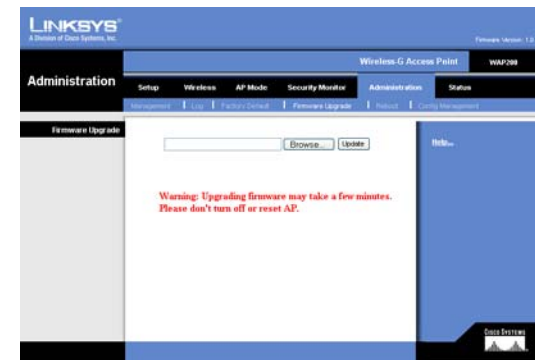 LINKSYS®
A Division of Cisco Systems, Inc.
Firmware Version: 1.0
Wireless-G Access Point WAP200
Administration
Setup Wireless AP Mode Security Monitor Administration Status
Management Log Factory Default Firmware Upgrade Reboot Config Management
Firmware Upgrade
Browse... Update
Help...
Warning: Upgrading firmware may take a few minutes.
Please don't turn off or reset AP.
CISCO SYSTEMS